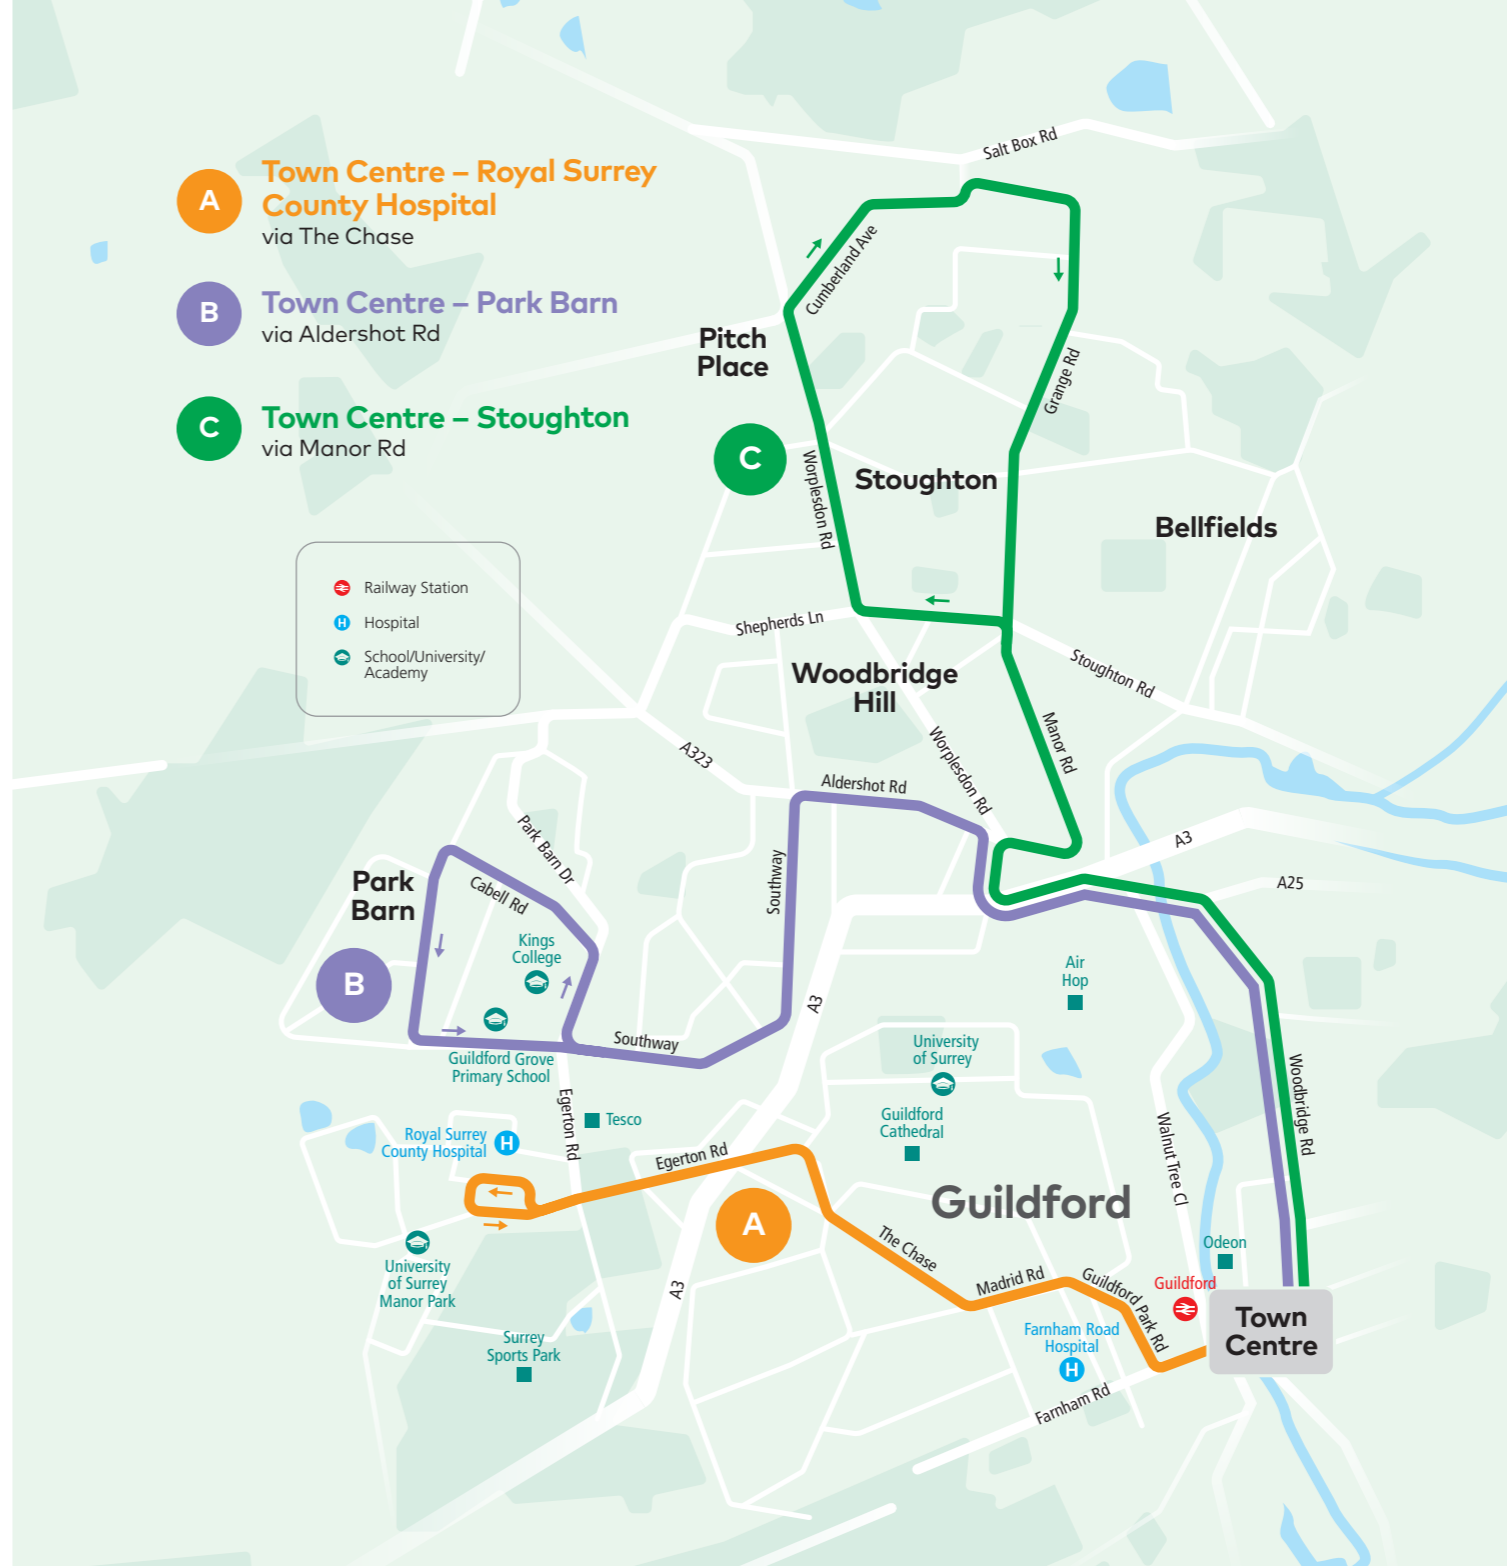 A
Town Centre – Royal Surrey
County Hospital
via The Chase
B
Town Centre – Park Barn
via Aldershot Rd
C
Town Centre – Stoughton
via Manor Rd
Railway Station
H
Hospital
School/University/
Academy
Salt Box Rd
Cumberland Ave
Pitch
Place
Grange Rd
C
Worplesdon Rd
Stoughton
Bellfields
Shepherds Ln
Woodbridge
Hill
Stoughton Rd
Manor Rd
Worplesdon Rd
A323
Aldershot Rd
Park Barn Dr
A3
A25
Southway
Park
Barn
Cabell Rd
Kings
College
B
Air
Hop
A3
Southway
Guildford Grove
Primary School
University
of Surrey
Woodbridge Rd
Egerton Rd
Tesco
Guildford
Cathedral
Walnut Tree Cl
Royal Surrey
County Hospital
H
Egerton Rd
Guildford
A
The Chase
Odeon
University
of Surrey
Manor Park
A3
Madrid Rd
Guildford Park Rd
Guildford
Town
Centre
Farnham Road
Hospital
H
Surrey
Sports Park
Farnham Rd